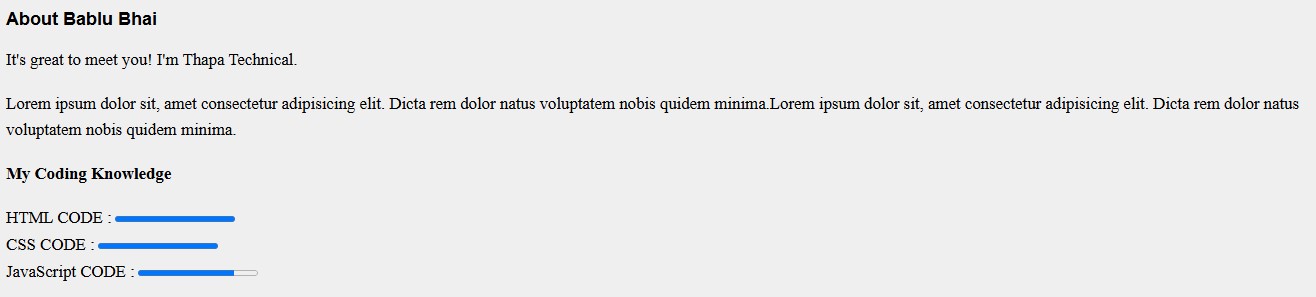 About Bablu Bhai
It's great to meet you! I'm Thapa Technical.
Lorem ipsum dolor sit, amet consectetur adipisicing elit. Dicta rem dolor natus voluptatem nobis quidem minima.Lorem ipsum dolor sit, amet consectetur adipisicing elit. Dicta rem dolor natus
voluptatem nobis quidem minima.
My Coding Knowledge
HTML CODE :
CSS CODE :
JavaScript CODE :